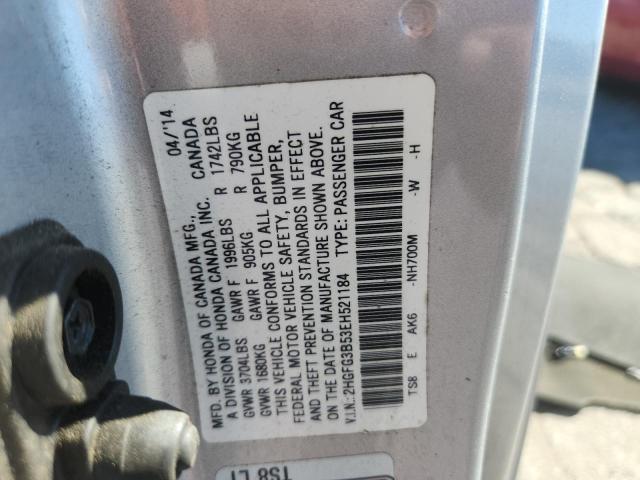 MFD. BY HONDA OF CANADA MFG., 04/'14
A DIVISION OF HONDA CANADA INC. CANADA
GVWR 3704LBS GAWR F 1996LBS R 1742LBS
GVWR 1680KG GAWR F 905KG R 790KG
THIS VEHICLE CONFORMS TO ALL APPLICABLE
FEDERAL MOTOR VEHICLE SAFETY, BUMPER,
AND THEFT PREVENTION STANDARDS IN EFFECT
ON THE DATE OF MANUFACTURE SHOWN ABOVE.
V.I.N.: 2HGFG3B53EH521184 TYPE: PASSENGER CAR
TS8 E AK6 -NH700M -W -H
TS8 L1